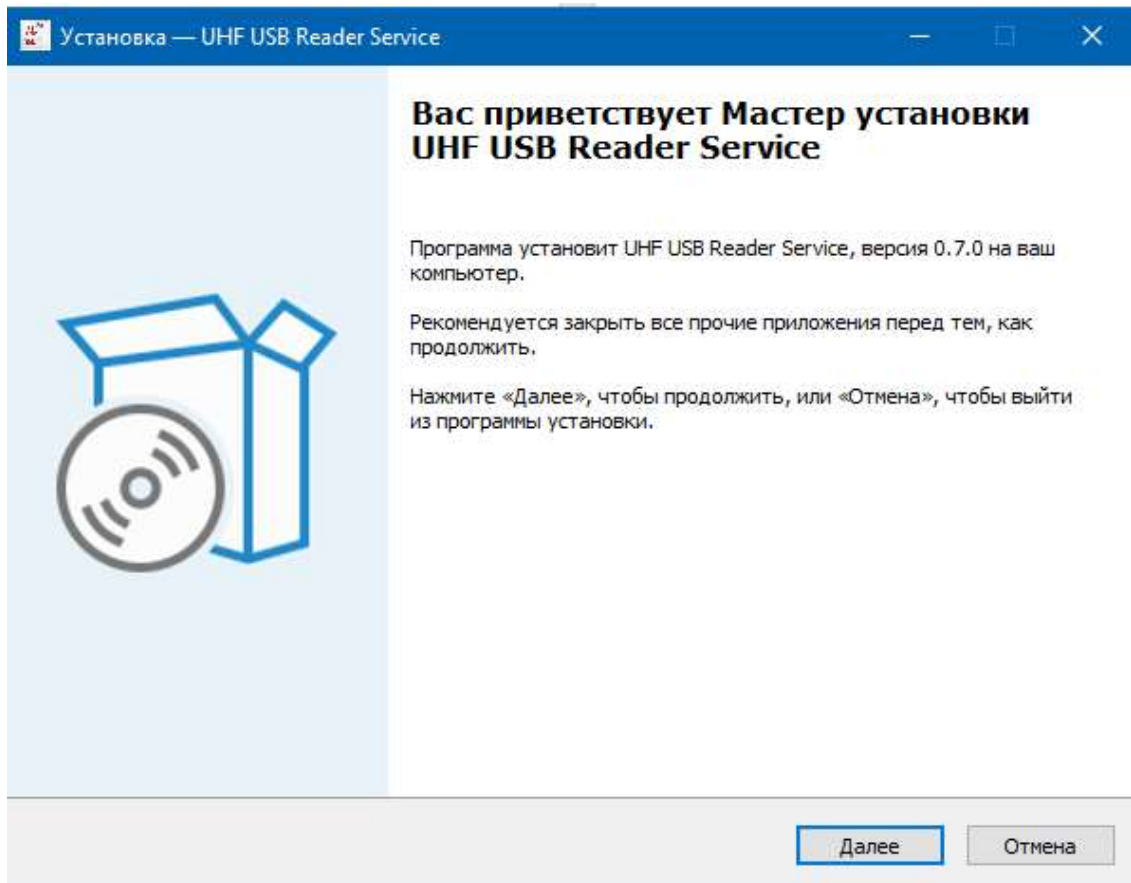 Установка — UHF USB Reader Service
Вас приветствует Мастер установки
UHF USB Reader Service
Программа установит UHF USB Reader Service, версия 0.7.0 на ваш
компьютер.
Рекомендуется закрыть все прочие приложения перед тем, как
продолжить.
Нажмите «Далее», чтобы продолжить, или «Отмена», чтобы выйти
из программы установки.
Далее
Отмена